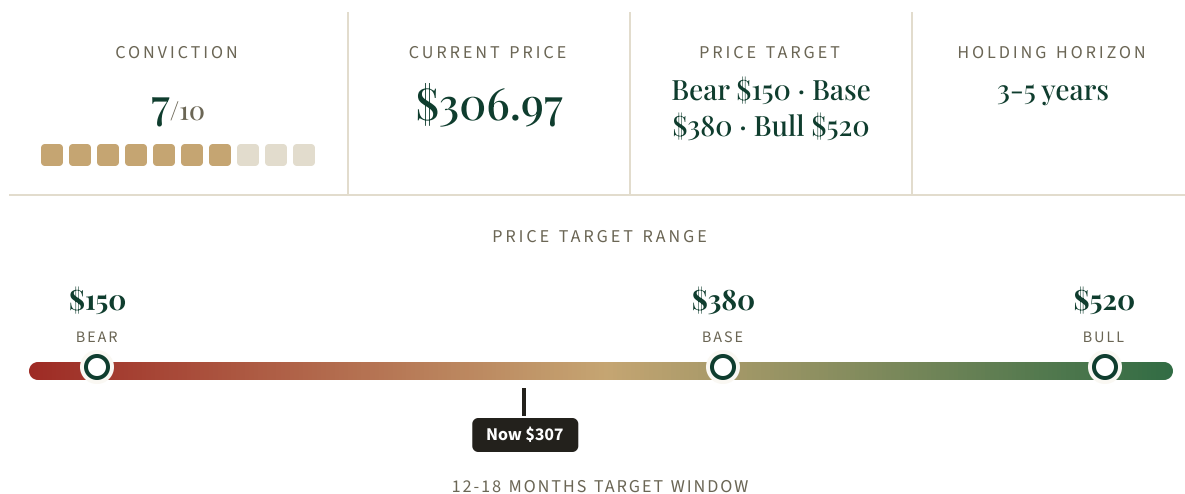 CONVICTION
7/10
CURRENT PRICE
$306.97
PRICE TARGET
Bear $150 · Base
$380 · Bull $520
HOLDING HORIZON
3-5 years
PRICE TARGET RANGE
$150
BEAR
$380
BASE
$520
BULL
Now $307
12-18 MONTHS TARGET WINDOW